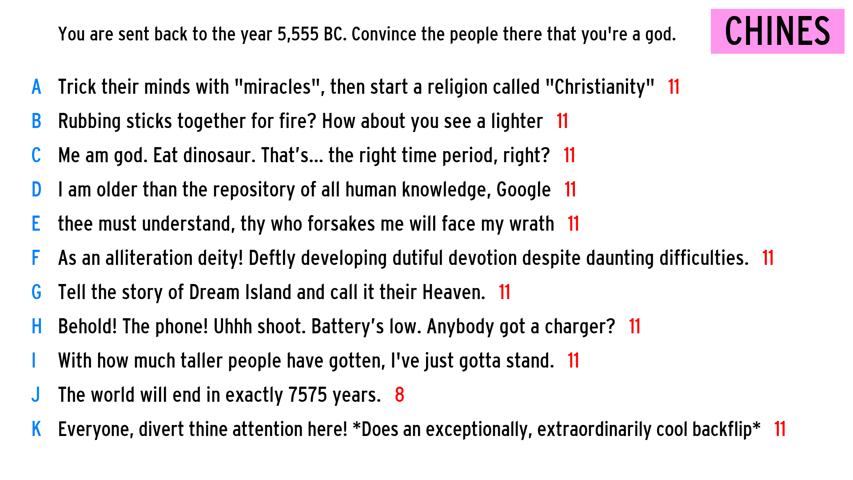 You are sent back to the year 5,555 BC. Convince the people there that you're a god.
CHINES
A Trick their minds with "miracles", then start a religion called "Christianity" 11
B Rubbing sticks together for fire? How about you see a lighter 11
C Me am god. Eat dinosaur. That's... the right time period, right? 11
D I am older than the repository of all human knowledge, Google 11
E thee must understand, thy who forsakes me will face my wrath 11
F As an alliteration deity! Deftly developing dutiful devotion despite daunting difficulties. 11
G Tell the story of Dream Island and call it their Heaven. 11
H Behold! The phone! Uhhh shoot. Battery's low. Anybody got a charger? 11
I With how much taller people have gotten, I've just gotta stand. 11
J The world will end in exactly 7575 years. 8
K Everyone, divert thine attention here! *Does an exceptionally, extraordinarily cool backflip* 11